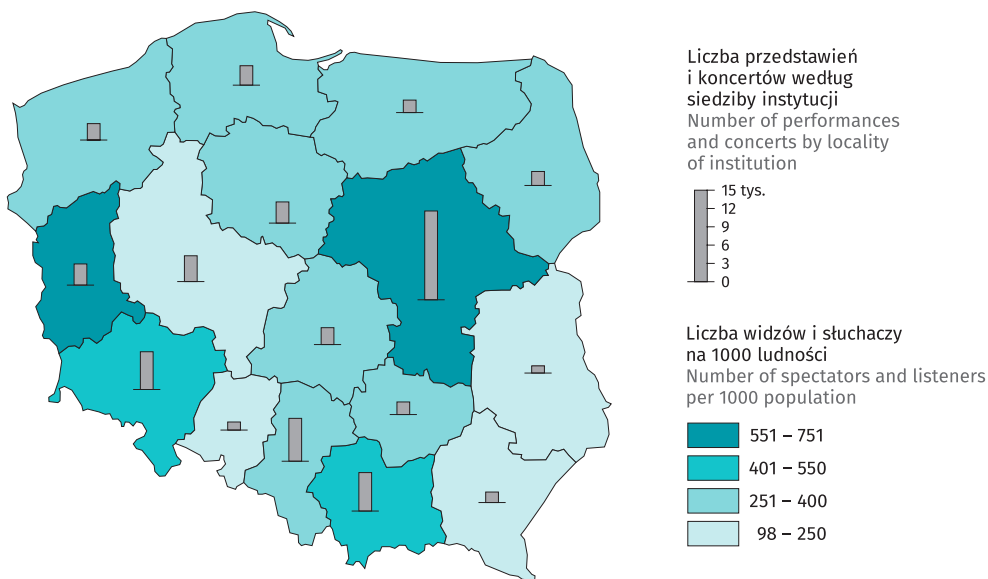 Liczba przedstawień
i koncertów według
siedziby instytucji
Number of performances
and concerts by locality
of institution
15 tys.
12
9
6
3
0
Liczba widzów i słuchaczy
na 1000 ludności
Number of spectators and listeners
per 1000 population
551 – 751
401 – 550
251 – 400
98 – 250